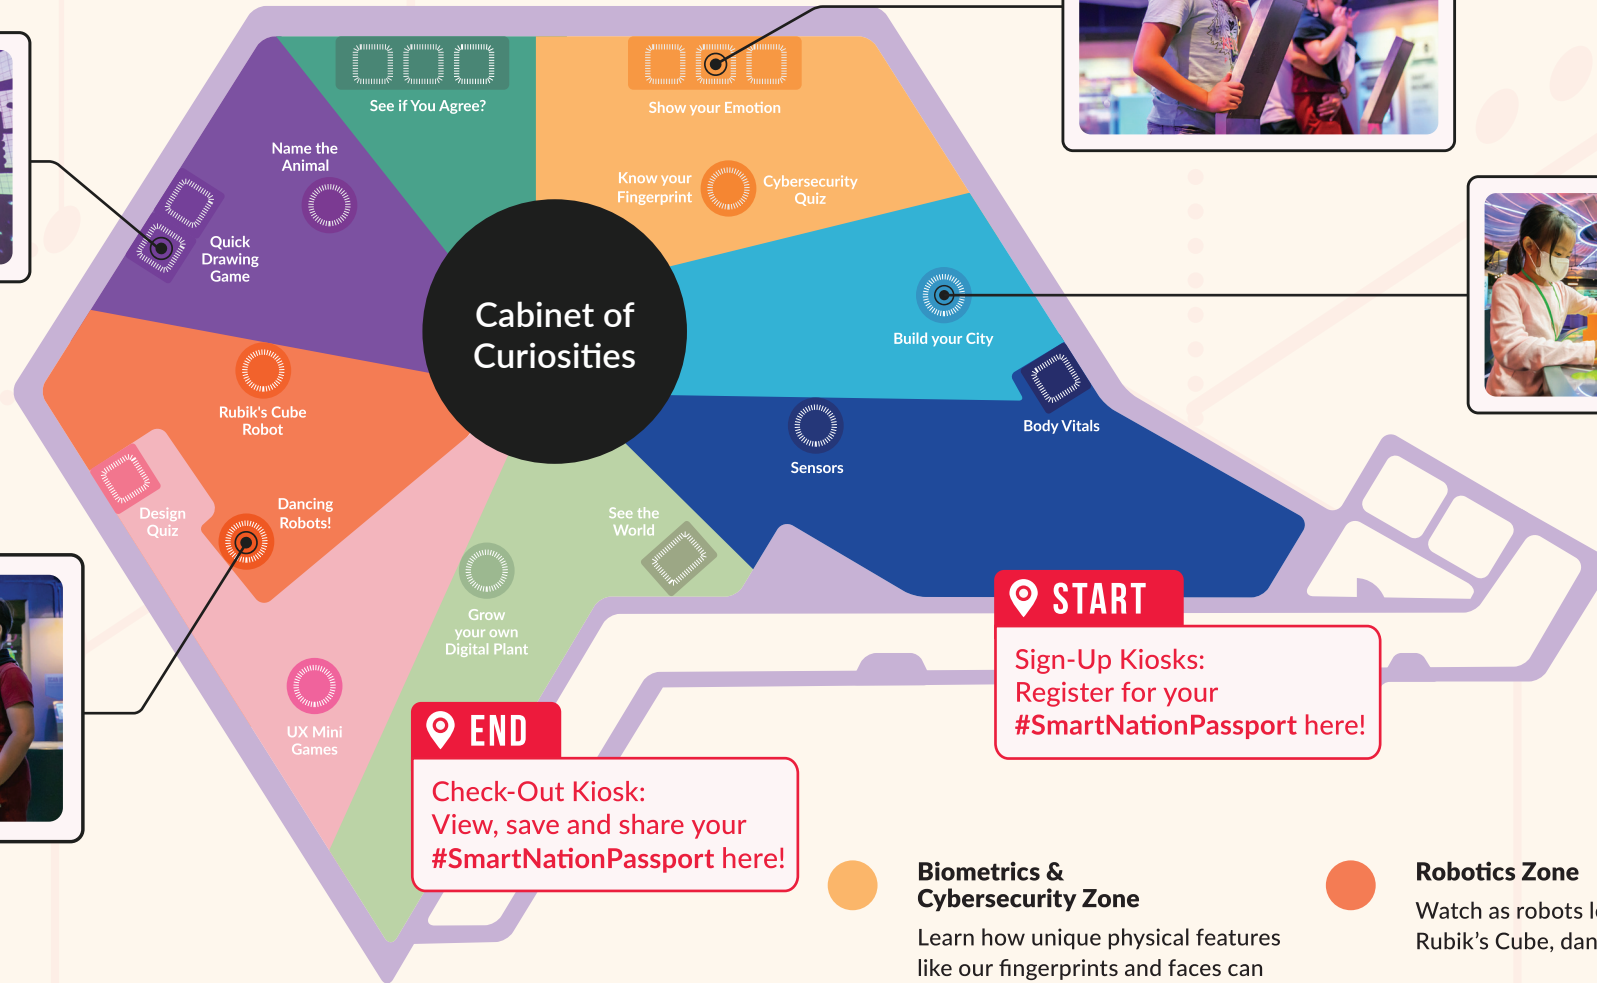 See if You Agree?
Show your Emotion
Name the
Animal
Know your
Fingerprint
Cybersecurity
Quiz
Quick
Drawing
Game
Cabinet of
Curiosities
Build your City
Rubik's Cube
Robot
Body Vitals
Sensors
Design
Quiz
Dancing
Robots!
See the
World
Grow
your own
Digital Plant
UX Mini
Games
START
Sign-Up Kiosks:
Register for your
#SmartNationPassport here!
END
Check-Out Kiosk:
View, save and share your
#SmartNationPassport here!
Biometrics &
Cybersecurity Zone
Learn how unique physical features
like our fingerprints and faces can
Robotics Zone
Watch as robots
Rubik’s Cube,